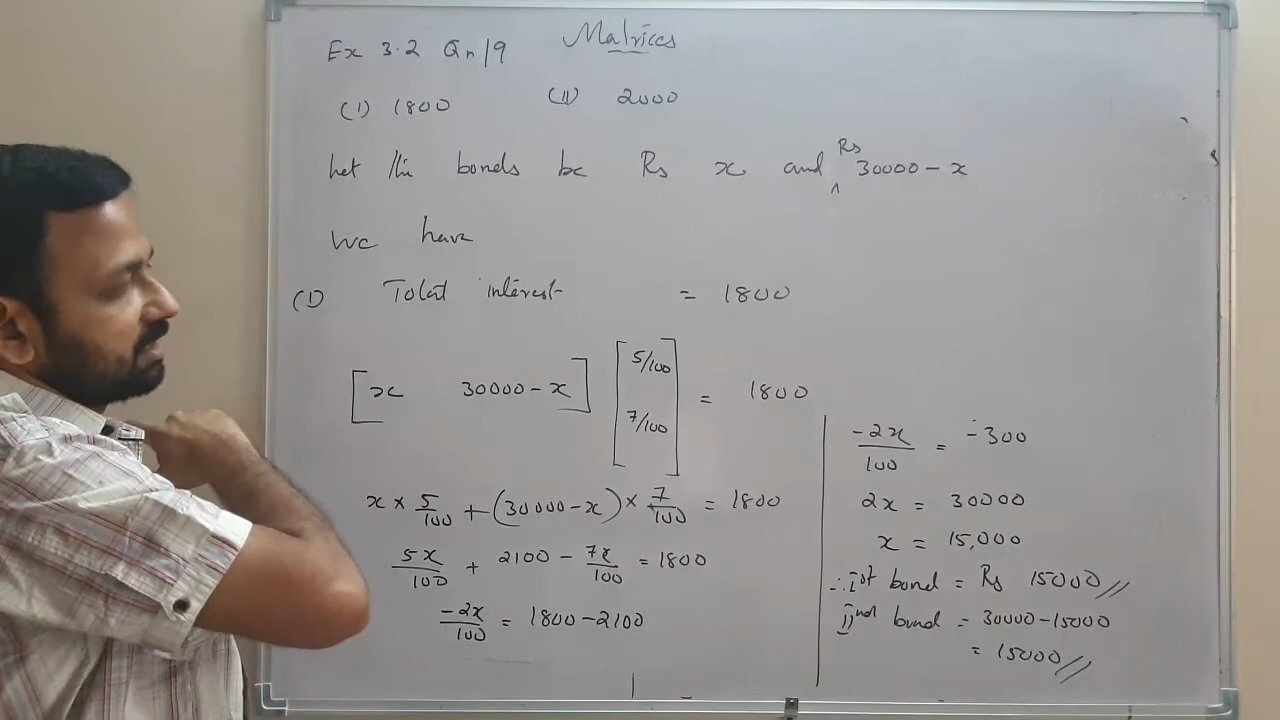 Ex 3.2 Qn 19 Matrices
(I) 1800 (II) 2000
Let the bonds be Rs x and Rs 30000 - x
We have
(I) Total interest = 1800
[x 30000 - x] [5/100 7/100] = 1800
x × 5/100 + (30000 - x) × 7/100 = 1800
5x/100 + 2100 - 7x/100 = 1800
-2x/100 = 1800 - 2100
-2x/100 = -300
2x = 30000
x = 15,000
∴ Ist bond = Rs 15000 //
IInd bond = 30000 - 15000
= 15000 //